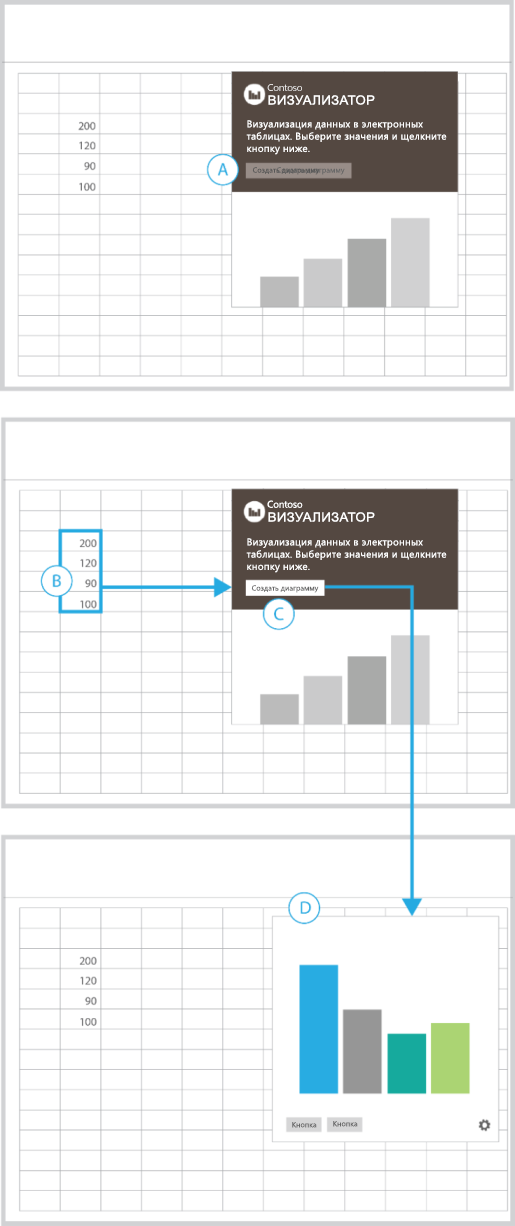 Contoso
ВИЗУАЛИЗАТОР
Визуализация данных в электронных
таблицах. Выберите значения и щелкните
кнопку ниже.
A
Создать диаграмму
200
120
90
100
Contoso
ВИЗУАЛИЗАТОР
Визуализация данных в электронных
таблицах. Выберите значения и щелкните
кнопку ниже.
Создать диаграмму
200
120
B
90
100
C
D
200
120
90
100
Кнопка
Кнопка